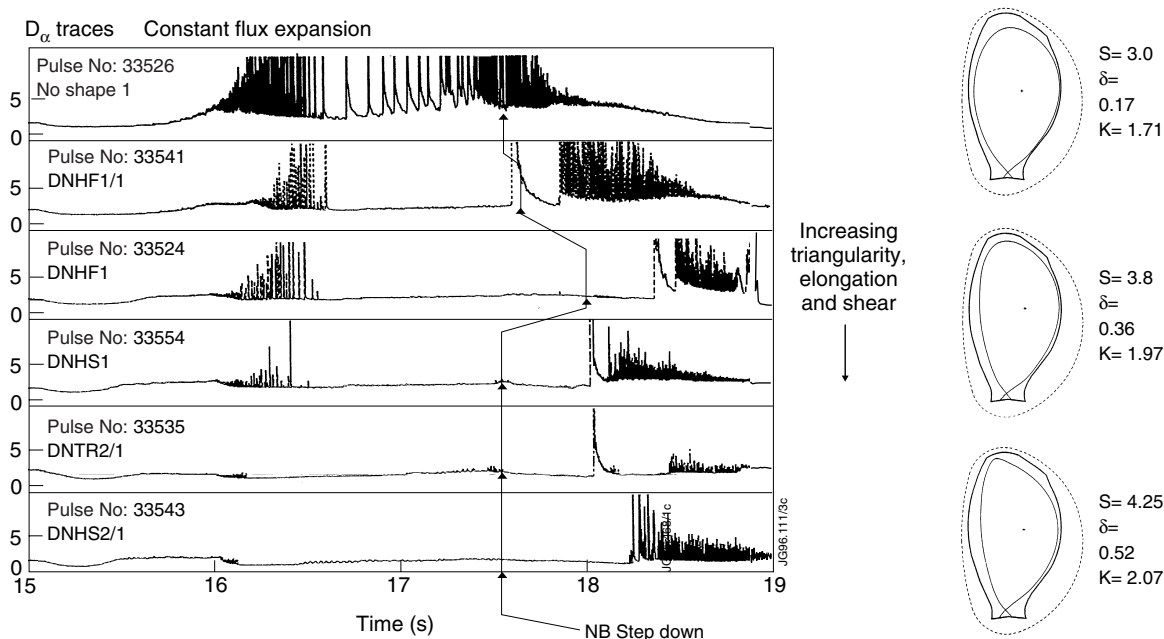 Dα traces Constant flux expansion
Pulse No: 33526
No shape 1
5
0
Pulse No: 33541
DNHF1/1
5
0
Pulse No: 33524
DNHF1
5
0
Pulse No: 33554
DNHS1
5
0
Pulse No: 33535
DNTR2/1
5
0
Pulse No: 33543
DNHS2/1
5
0
15
16
17
18
19
Time (s)
NB Step down
JG96.111/3c
Increasing
triangularity,
elongation
and shear
S= 3.0
δ=
0.17
K= 1.71
S= 3.8
δ=
0.36
K= 1.97
S= 4.25
δ=
0.52
K= 2.07